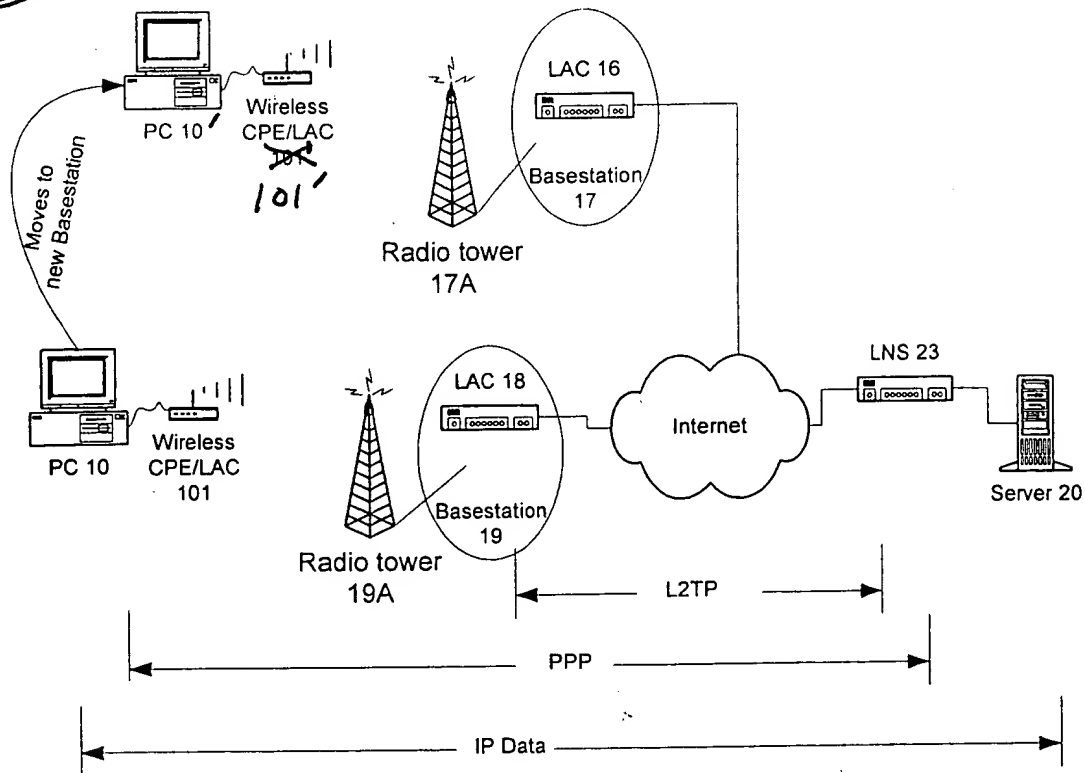 PC 10'
Wireless
CPE/LAC
101'
101'
Moves to
new Basestation
LAC 16
Basestation
17
Radio tower
17A
PC 10
Wireless
CPE/LAC
101
LAC 18
Basestation
19
Radio tower
19A
Internet
LNS 23
Server 20
L2TP
PPP
IP Data